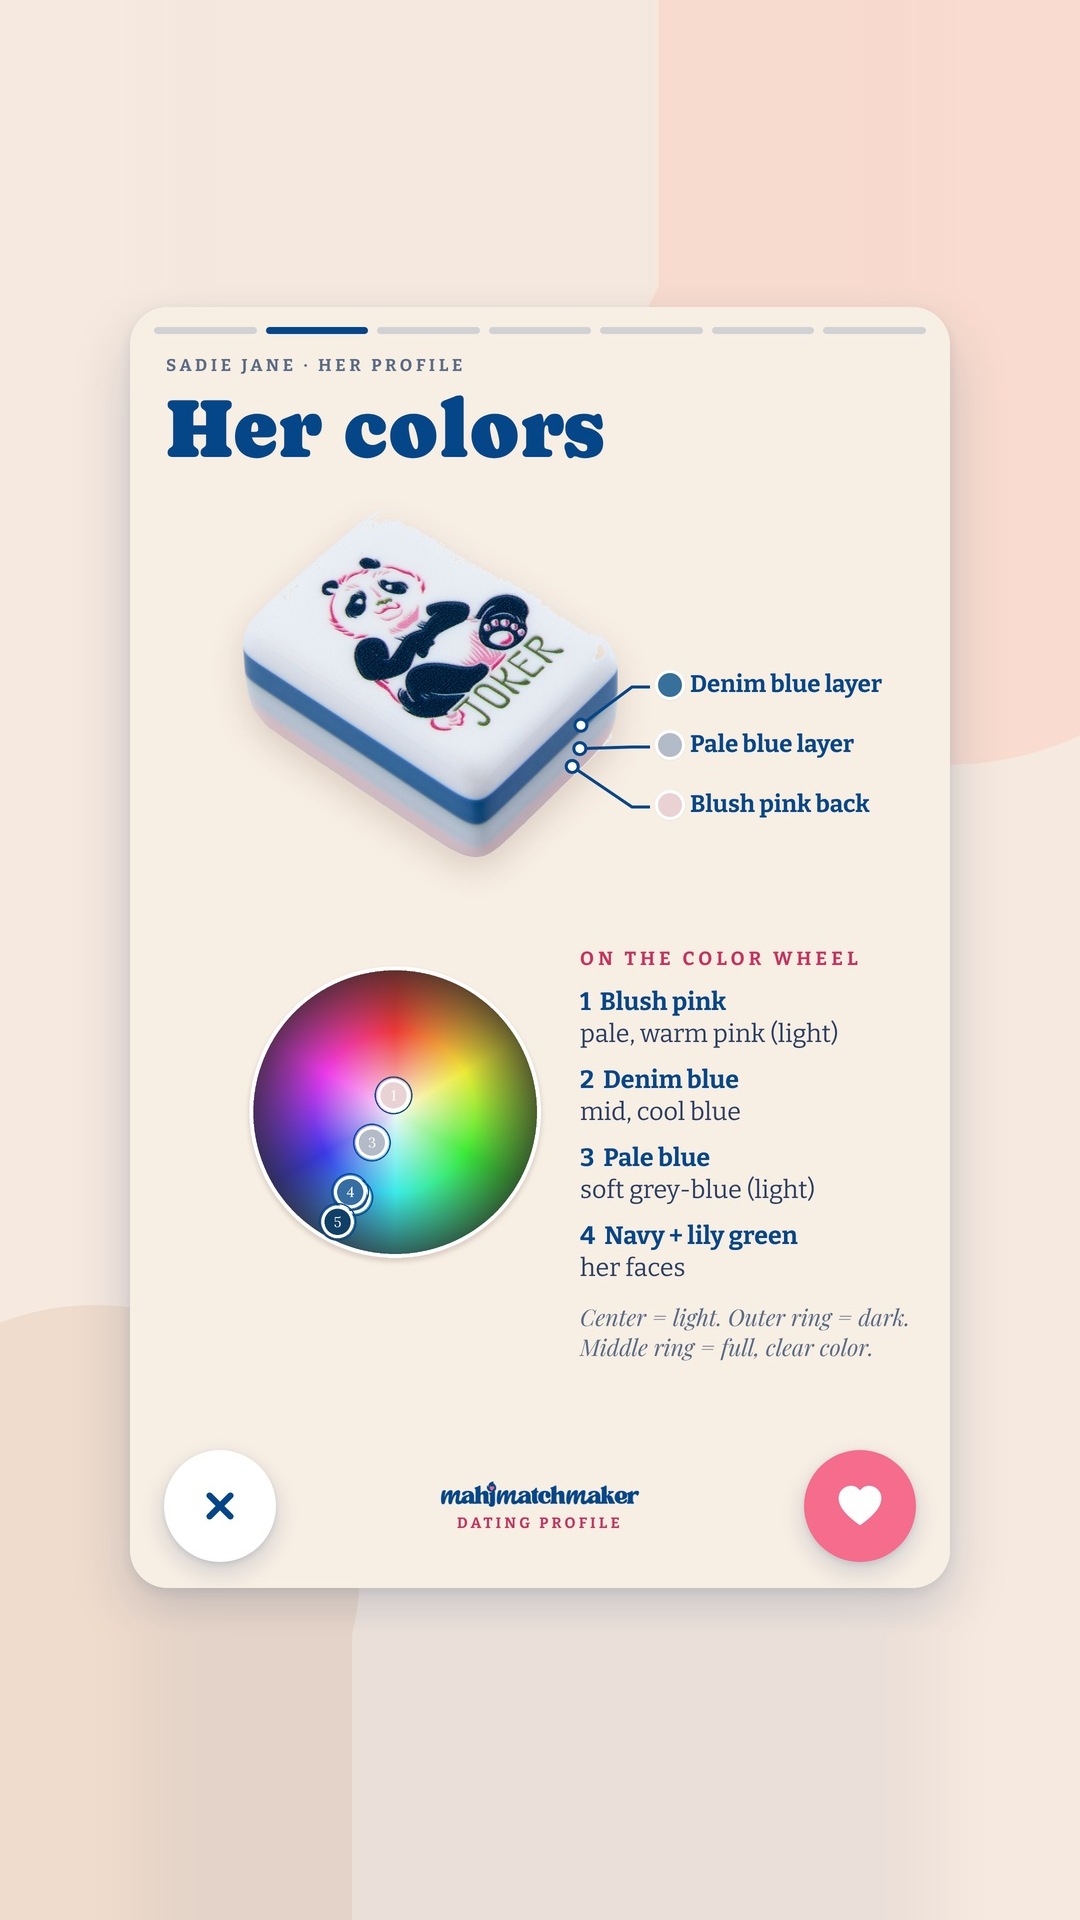 SADIE JANE · HER PROFILE
Her colors
JOKER
Denim blue layer
Pale blue layer
Blush pink back
ON THE COLOR WHEEL
1 Blush pink
pale, warm pink (light)
2 Denim blue
mid, cool blue
3 Pale blue
soft grey-blue (light)
4 Navy + lily green
her faces
Center = light. Outer ring = dark.
Middle ring = full, clear color.
1
3
4
5
mahjmatchmaker
DATING PROFILE